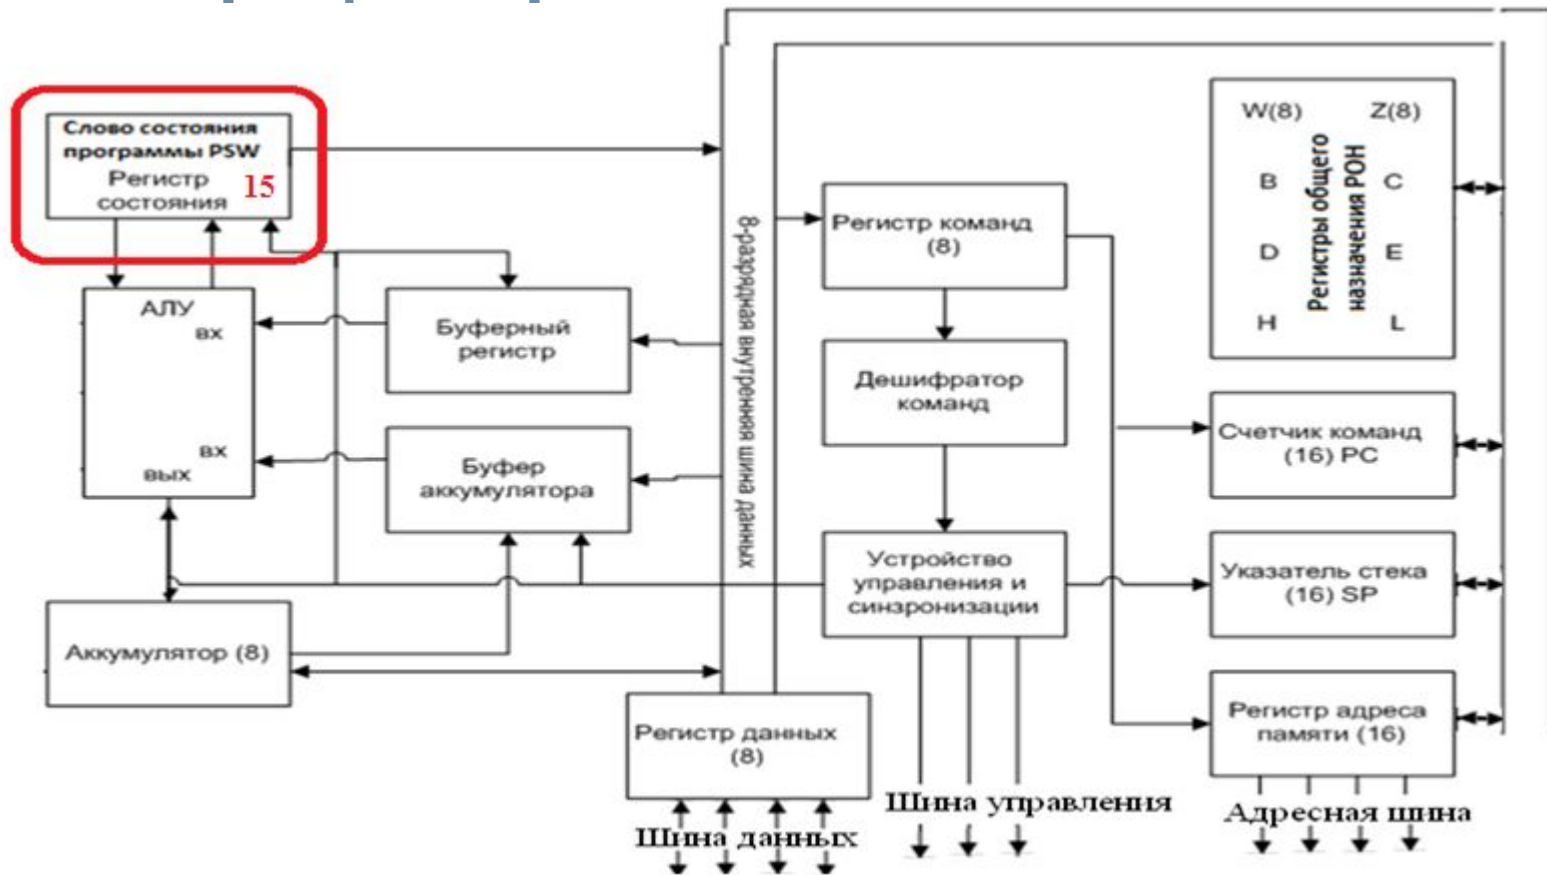 Слово состояния
программы PSW
Регистр
состояния
15
АЛУ
вх
вх
вых
Буферный
регистр
Буфер
аккумулятора
Аккумулятор (8)
8-разрядная внутренняя шина данных
Регистр данных
(8)
Шина данных
Регистр команд
(8)
Дешифратор
команд
Устройство
управления и
синзронизации
Шина управления
W(8) Z(8)
B C
D E
H L
Регистры общего
назначения РОН
Счетчик команд
(16) PC
Указатель стека
(16) SP
Регистр адреса
памяти (16)
Адресная шина